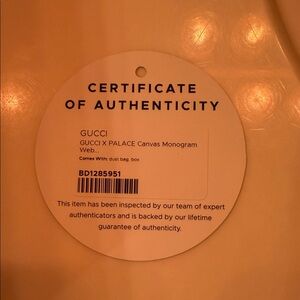 CERTIFICATE
OF AUTHENTICITY
GUCCI
GUCCI X PALACE Canvas Monogram
Web...
Comes With: dust bag, box
BD1285951
This item has been inspected by our team of expert
authenticators and is backed by our lifetime
guarantee of authenticity.